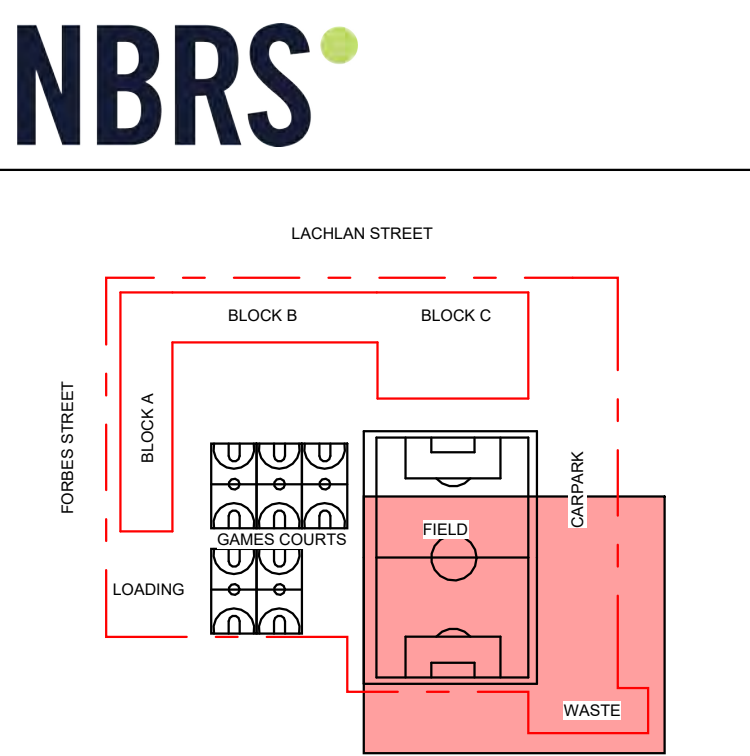 NBRS
LACHLAN STREET
BLOCK B
BLOCK C
FORBES STREET
BLOCK A
CARPARK
FIELD
GAMES COURTS
LOADING
WASTE